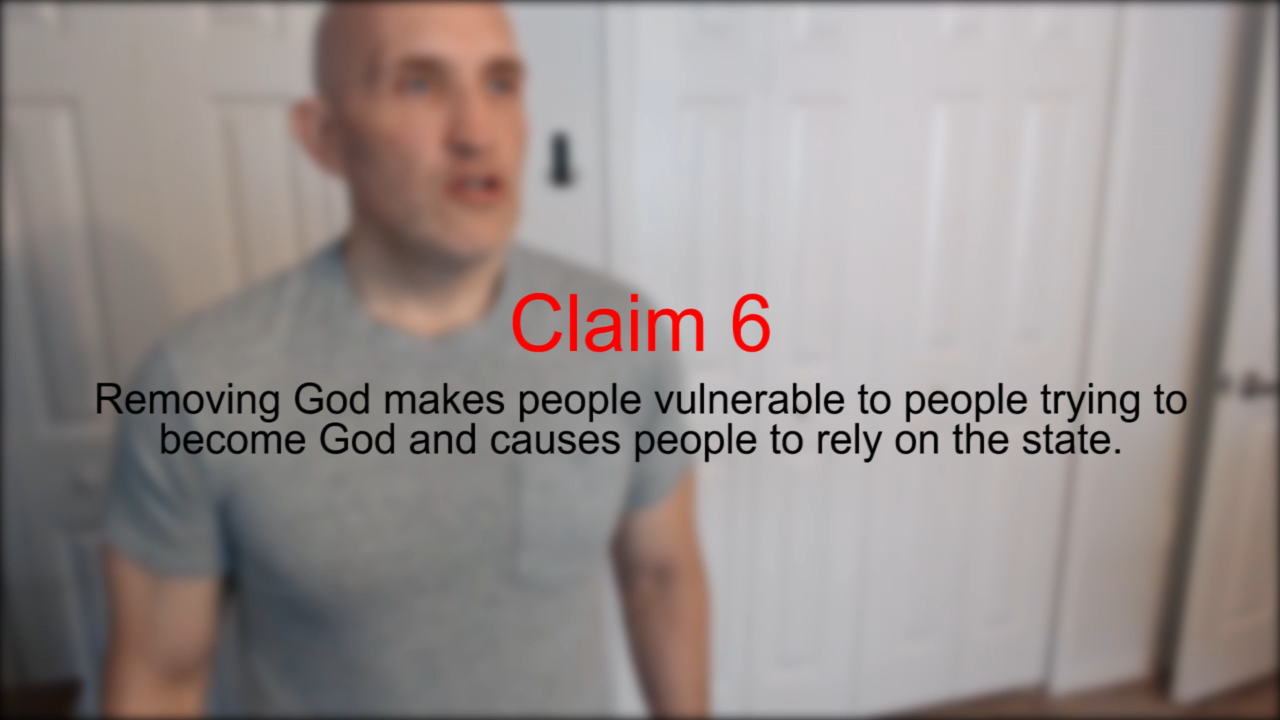 Claim 6
Removing God makes people vulnerable to people trying to
become God and causes people to rely on the state.